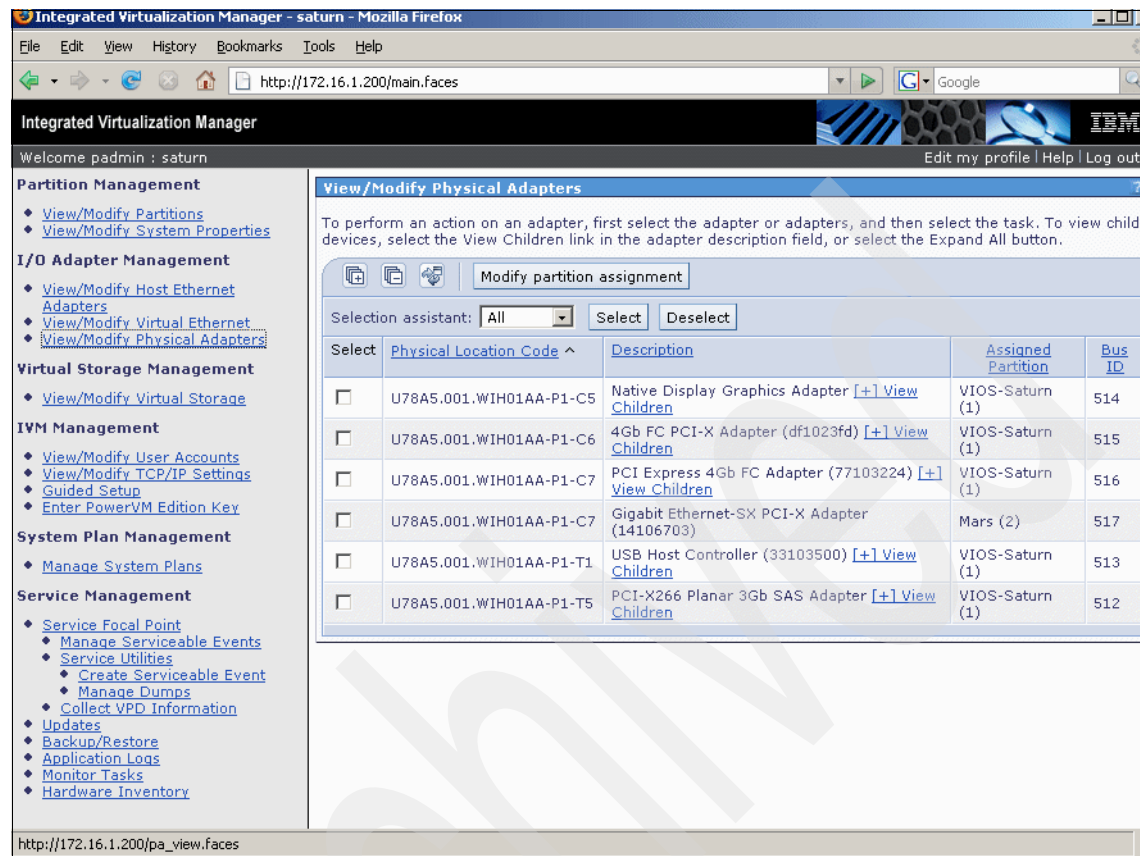 Integrated Virtualization Manager - saturn - Mozilla Firefox
File Edit View History Bookmarks Tools Help
http://172.16.1.200/main.faces
G Google
Integrated Virtualization Manager
IBM
Welcome padmin : saturn
Edit my profile | Help | Log out
Partition Management
View/Modify Partitions
View/Modify System Properties
I/O Adapter Management
View/Modify Host Ethernet
Adapters
View/Modify Virtual Ethernet
View/Modify Physical Adapters
Virtual Storage Management
View/Modify Virtual Storage
IVM Management
View/Modify User Accounts
View/Modify TCP/IP Settings
Guided Setup
Enter PowerVM Edition Key
System Plan Management
Manage System Plans
Service Management
Service Focal Point
Manage Serviceable Events
Service Utilities
Create Serviceable Event
Manage Dumps
Collect VPD Information
Updates
Backup/Restore
Application Logs
Monitor Tasks
Hardware Inventory
View/Modify Physical Adapters
?
To perform an action on an adapter, first select the adapter or adapters, and then select the task. To view child
devices, select the View Children link in the adapter description field, or select the Expand All button.
Modify partition assignment
Selection assistant: All Select Deselect
Select Physical Location Code ^ Description Assigned Partition Bus ID
U78A5.001.WIH01AA-P1-C5 Native Display Graphics Adapter [+] View Children VIOS-Saturn (1) 514
U78A5.001.WIH01AA-P1-C6 4Gb FC PCI-X Adapter (df1023fd) [+] View Children VIOS-Saturn (1) 515
U78A5.001.WIH01AA-P1-C7 PCI Express 4Gb FC Adapter (77103224) [+] View Children VIOS-Saturn (1) 516
U78A5.001.WIH01AA-P1-C7 Gigabit Ethernet-SX PCI-X Adapter (14106703) Mars (2) 517
U78A5.001.WIH01AA-P1-T1 USB Host Controller (33103500) [+] View Children VIOS-Saturn (1) 513
U78A5.001.WIH01AA-P1-T5 PCI-X266 Planar 3Gb SAS Adapter [+] View Children VIOS-Saturn (1) 512
http://172.16.1.200/pa_view.faces